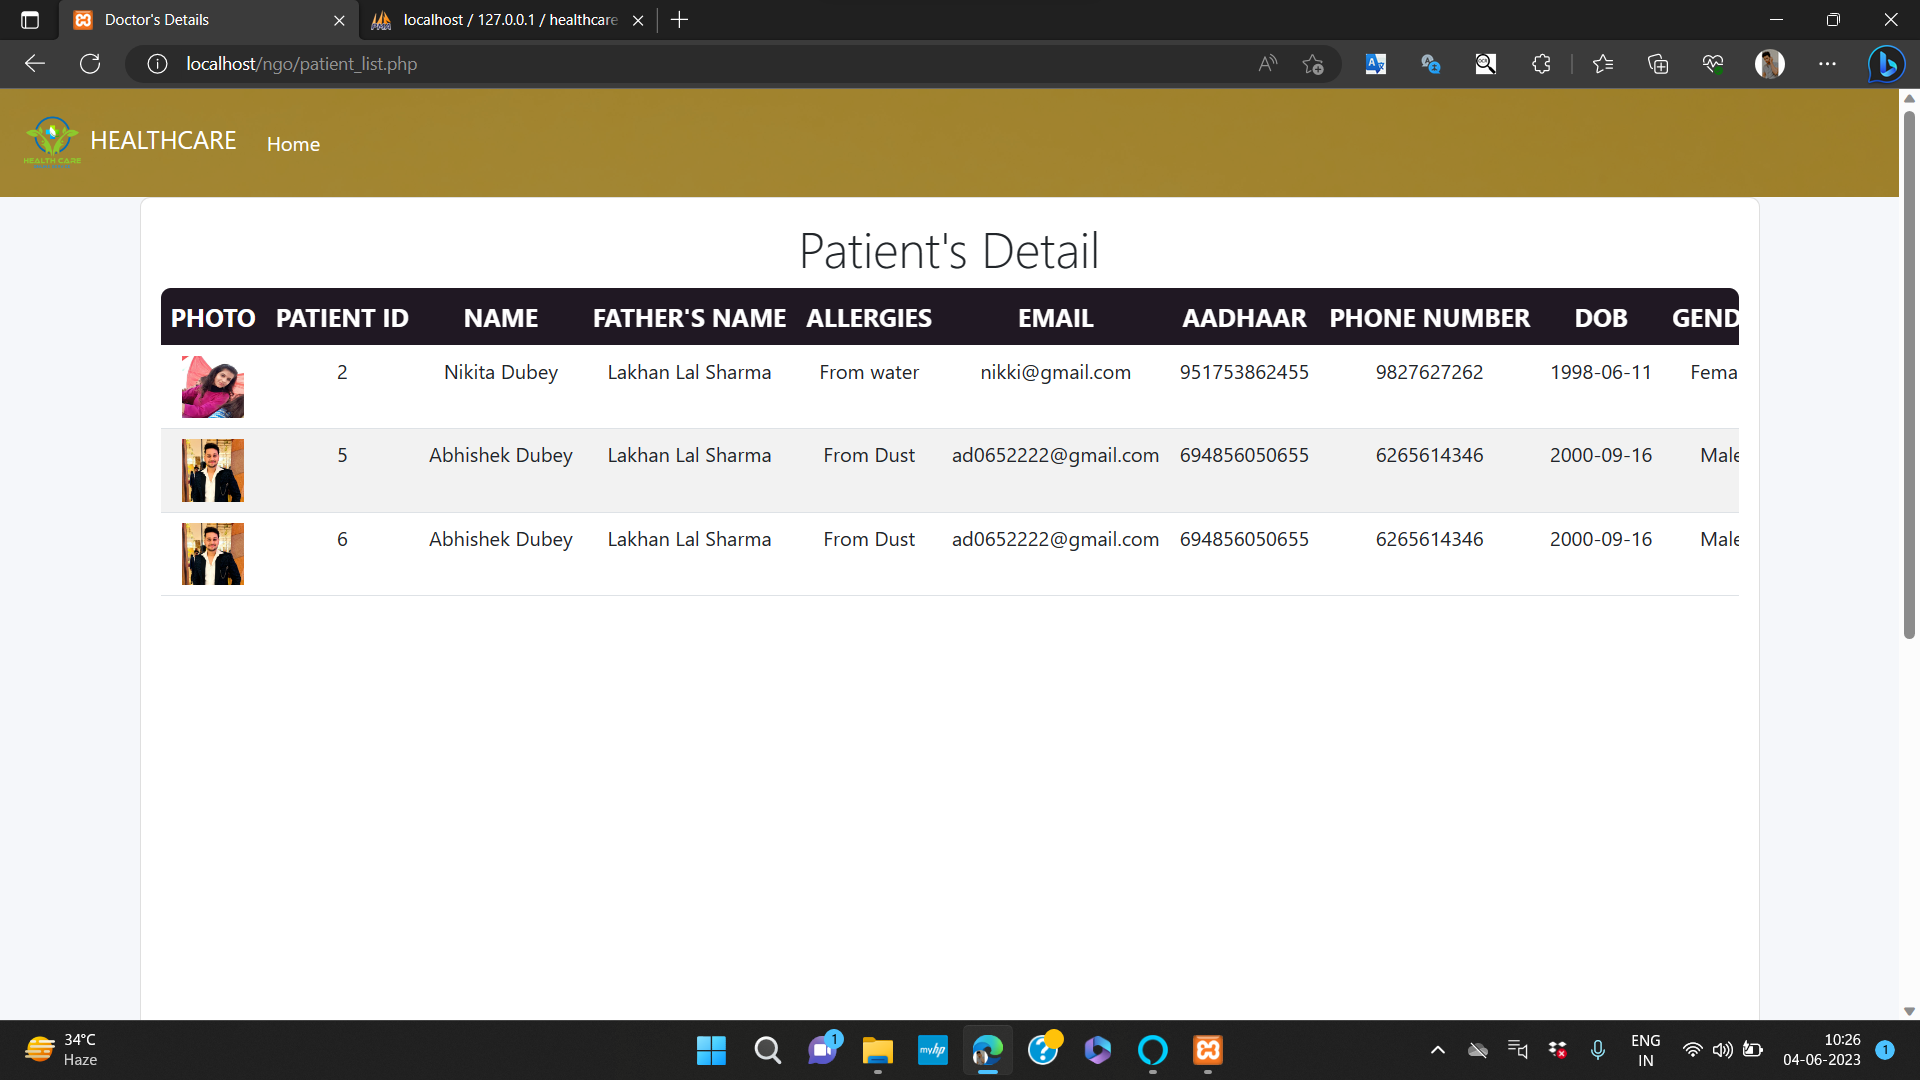 Doctor's Details
localhost / 127.0.0.1 / healthcare
localhost/ngo/patient_list.php
HEALTH CARE
HEALTHCARE Home
Patient's Detail
PHOTO PATIENT ID NAME FATHER'S NAME ALLERGIES EMAIL AADHAAR PHONE NUMBER DOB GEND
2 Nikita Dubey Lakhan Lal Sharma From water nikki@gmail.com 951753862455 9827627262 1998-06-11 Fema
5 Abhishek Dubey Lakhan Lal Sharma From Dust ad0652222@gmail.com 694856050655 6265614346 2000-09-16 Male
6 Abhishek Dubey Lakhan Lal Sharma From Dust ad0652222@gmail.com 694856050655 6265614346 2000-09-16 Male
34°C
Haze
1
myhp
ENG
IN
10:26
04-06-2023
1